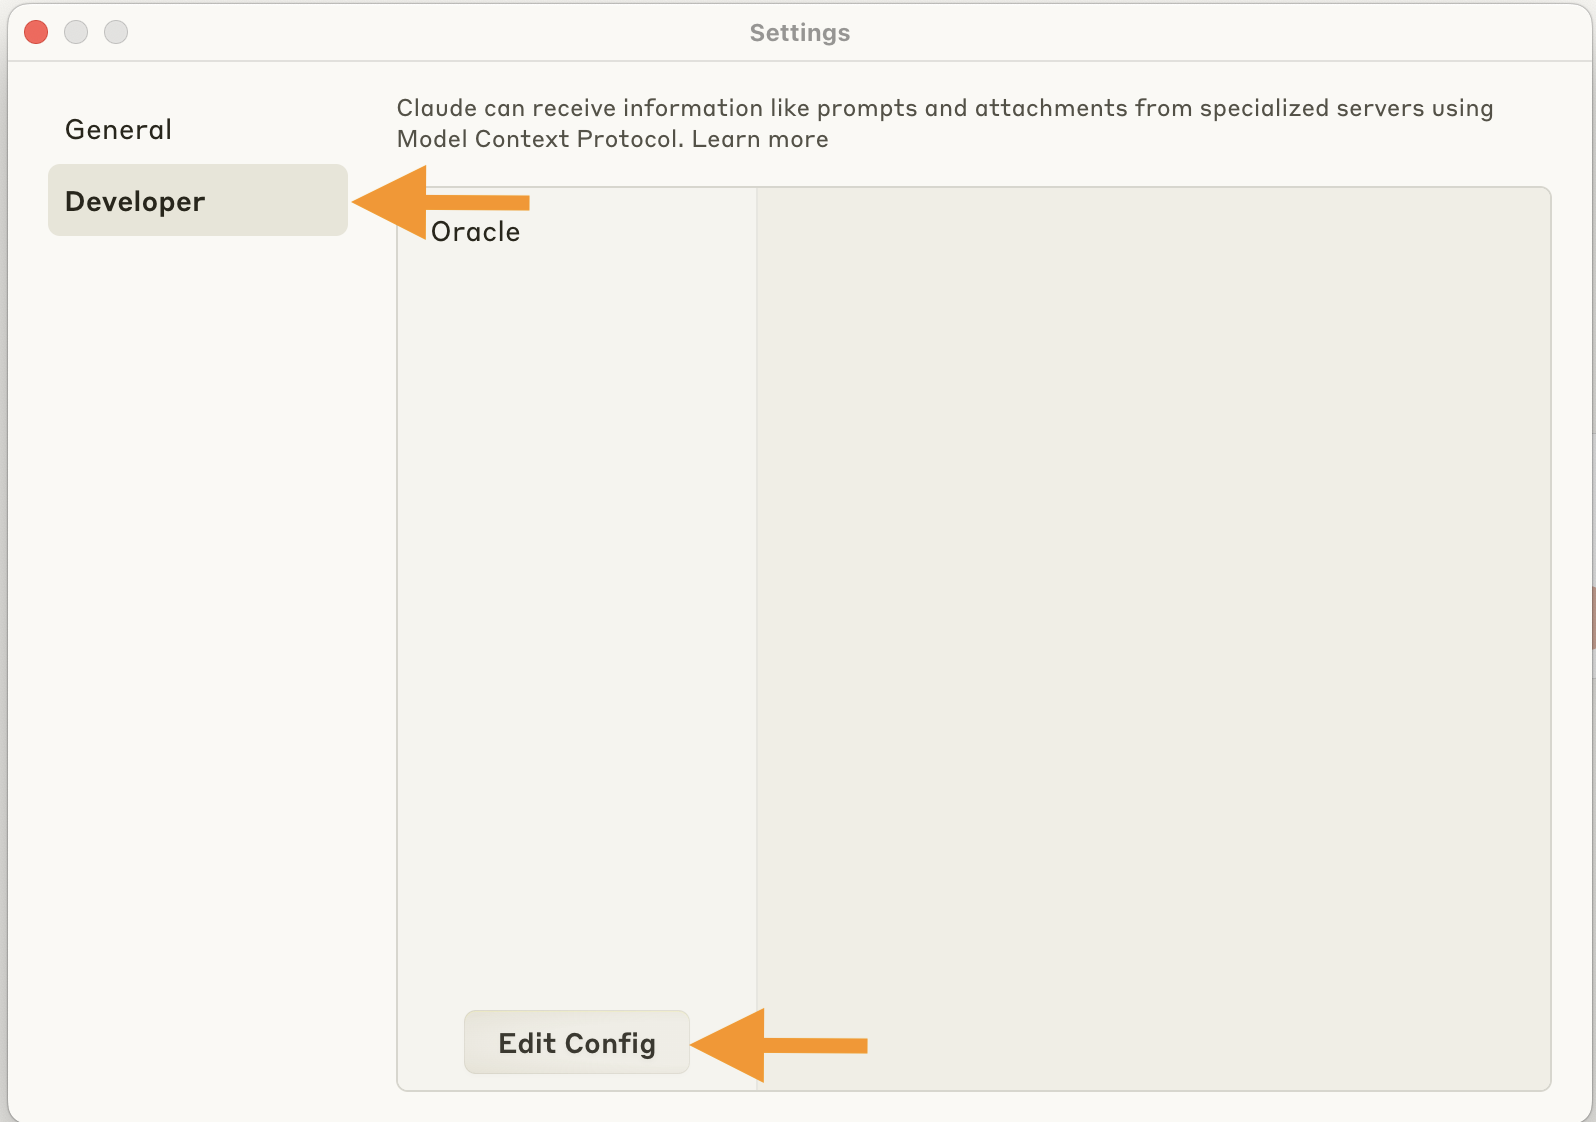 Settings
General
Developer
Claude can receive information like prompts and attachments from specialized servers using
Model Context Protocol. Learn more
Oracle
Edit Config